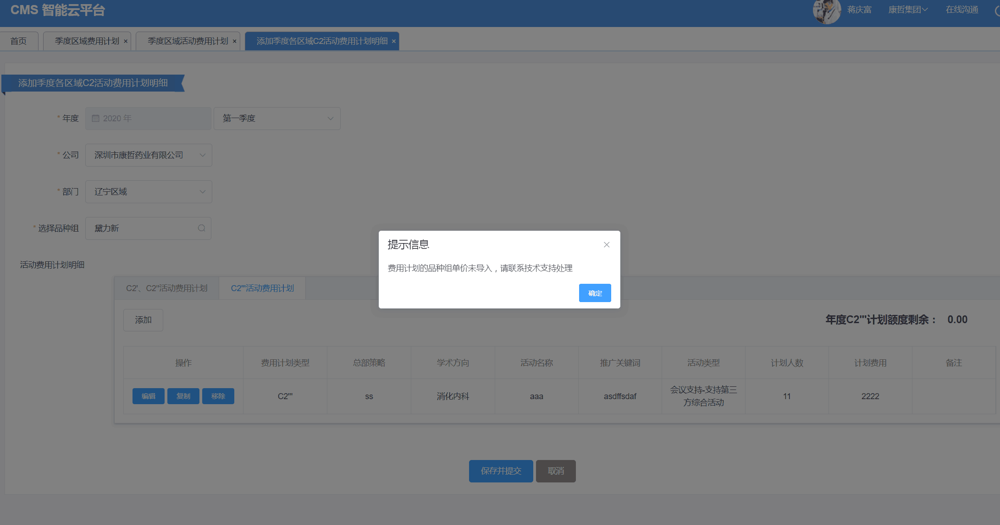 CMS 智能云平台
蒋庆富
康哲集团
在线沟通
首页
季度区域费用计划 ×
季度区域活动费用计划 ×
添加季度各区域C2活动费用计划明细 ×
添加季度各区域C2活动费用计划明细
* 年度
2020 年
第一季度
* 公司
深圳市康哲药业有限公司
* 部门
辽宁区域
* 选择品种组
黛力新
活动费用计划明细
提示信息
费用计划的品种组单价未导入，请联系技术支持处理
确定
C2'、C2''活动费用计划
C2'''活动费用计划
添加
年度C2'''计划额度剩余： 0.00
操作 费用计划类型 总部策略 学术方向 活动名称 推广关键词 活动类型 计划人数 计划费用 备注
编辑 复制 移除 C2''' ss 消化内科 aaa asdffsdaf 会议支持-支持第三
方综合活动 11 2222
保存并提交
取消